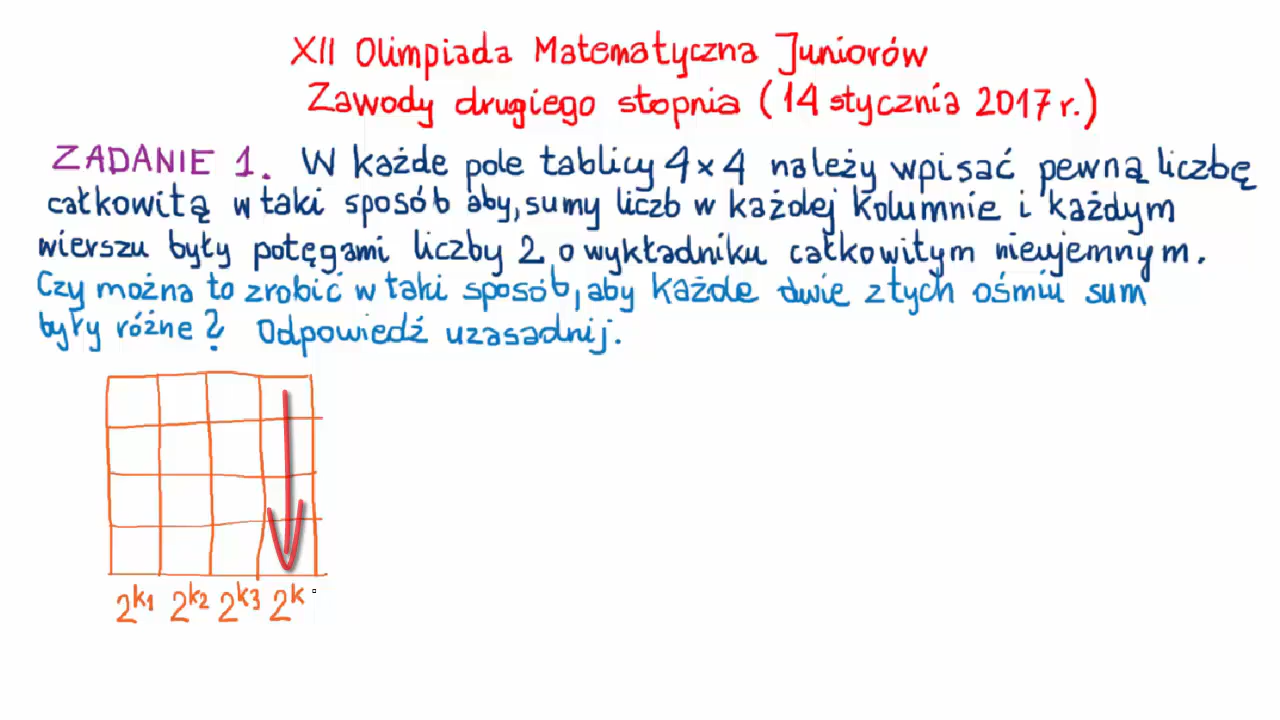 XII Olimpiada Matematyczna Juniorów
Zawody drugiego stopnia (14 stycznia 2017 r.)
ZADANIE 1. W każde pole tablicy 4×4 należy wpisać pewną liczbę
całkowitą w taki sposób aby, sumy liczb w każdej kolumnie i każdym
wierszu były potęgami liczby 2 o wykładniku całkowitym nieujemnym.
Czy można to zrobić w taki sposób, aby każde dwie z tych ośmiu sum
były różne? Odpowiedź uzasadnij.
2^k1 2^k2 2^k3 2^k